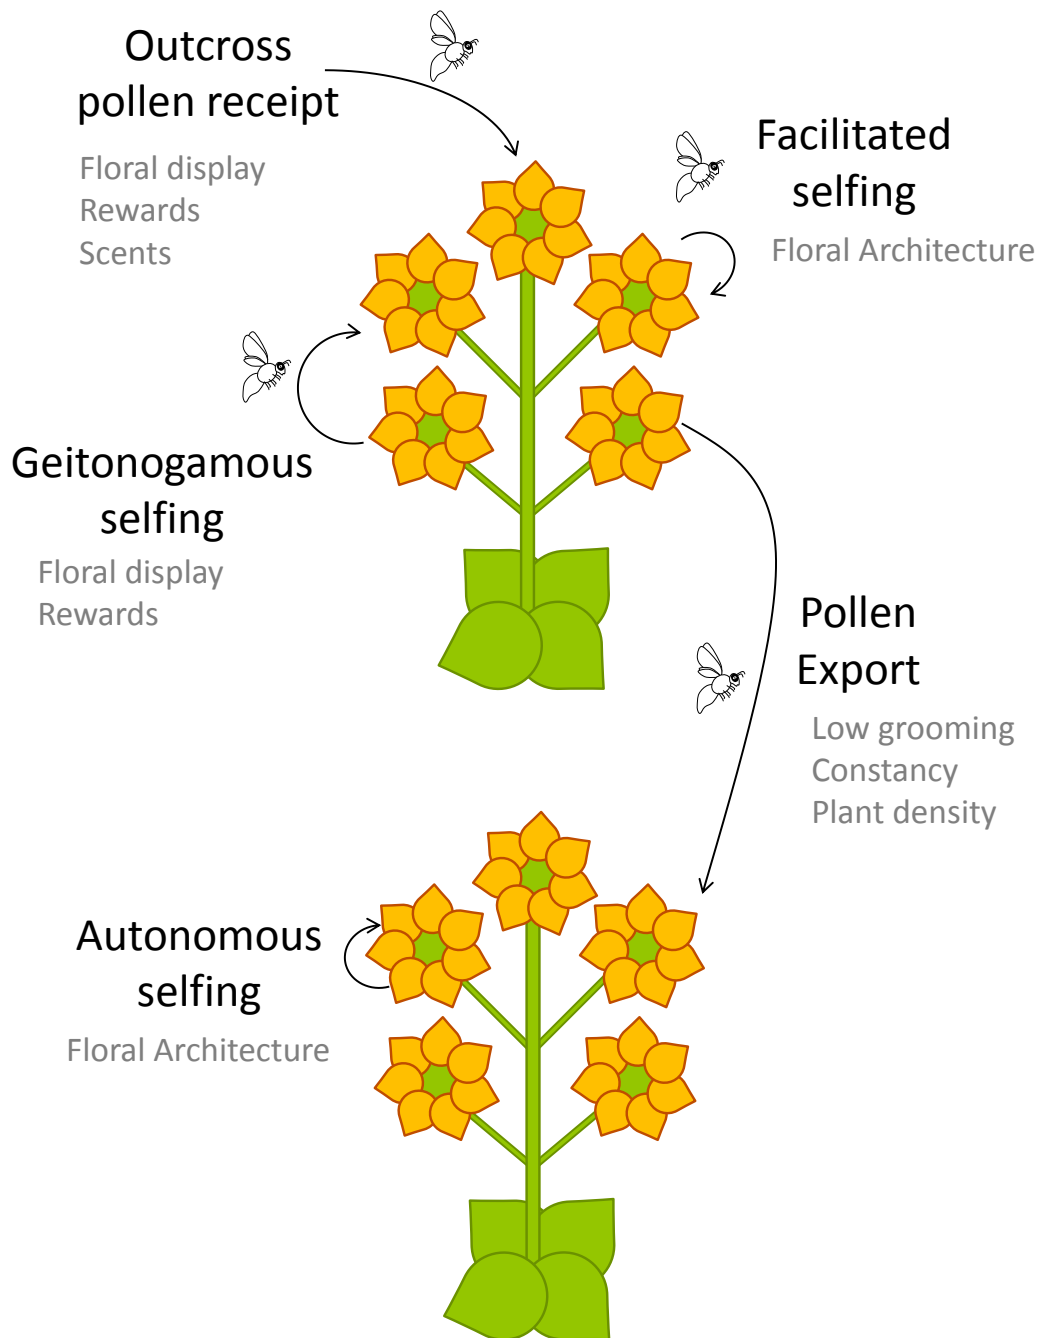 Outcross
pollen receipt
Floral display
Rewards
Scents
Facilitated
selfing
Floral Architecture
Geitonogamous
selfing
Floral display
Rewards
Pollen
Export
Low grooming
Constancy
Plant density
Autonomous
selfing
Floral Architecture